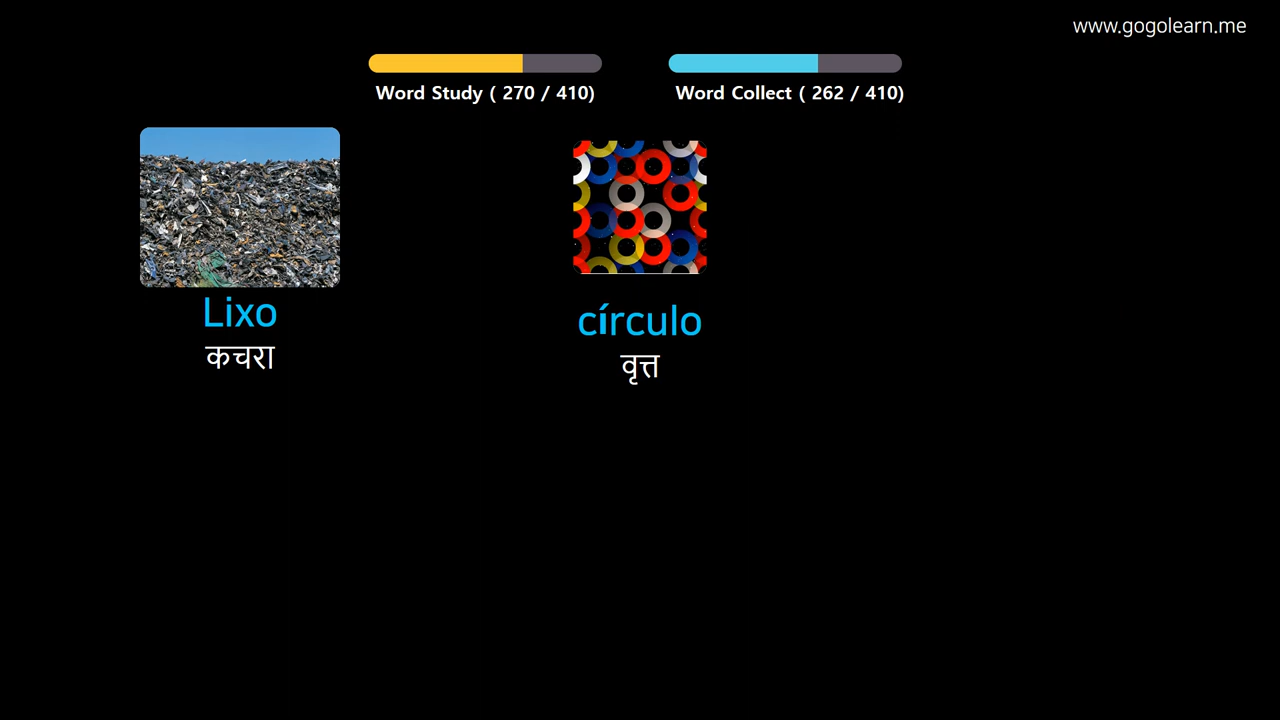 www.gogolearn.me
Word Study ( 270 / 410)
Word Collect ( 262 / 410)
Lixo
कचरा
círculo
वृत्त